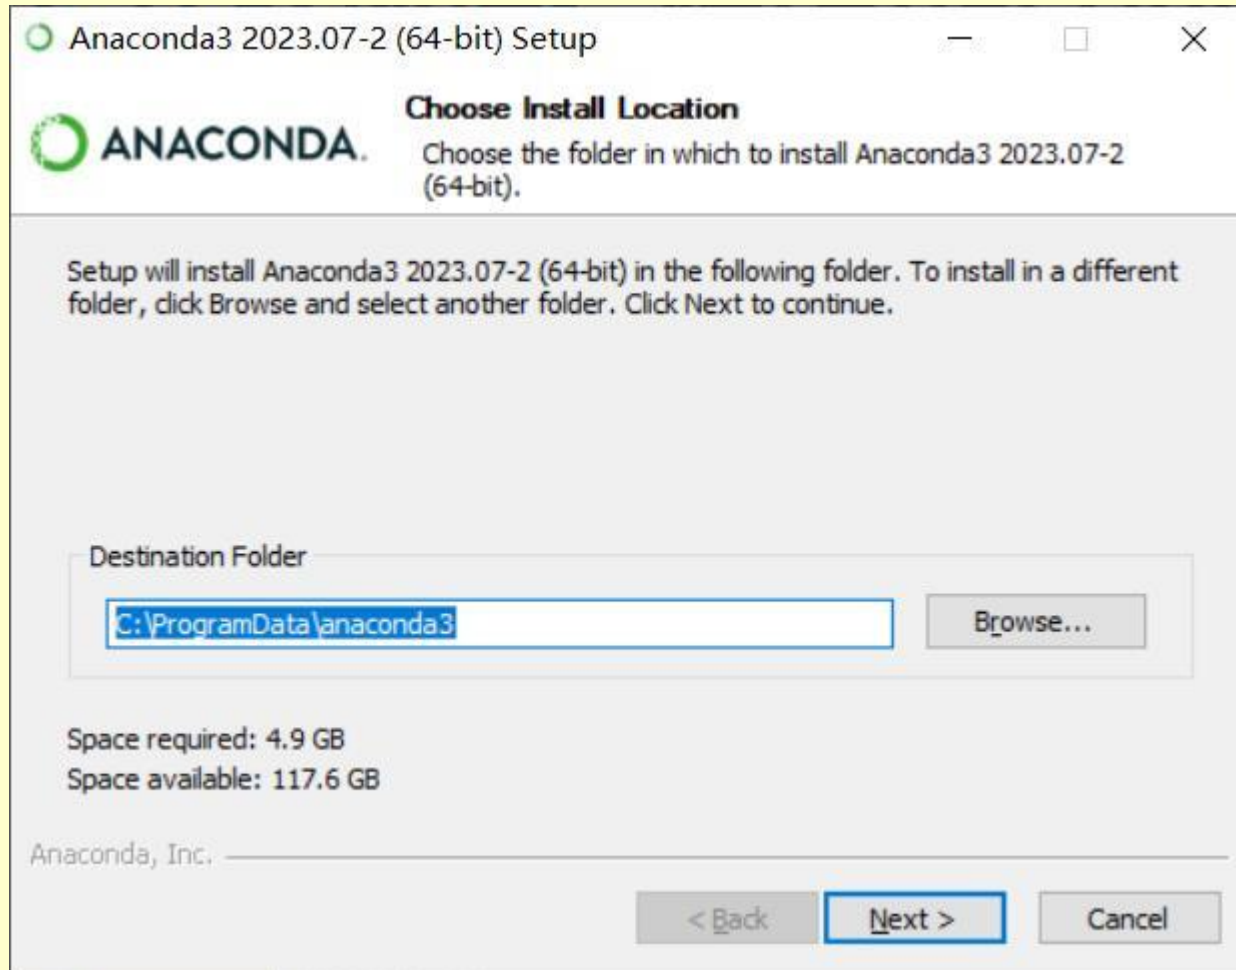 Anaconda3 2023.07-2 (64-bit) Setup
ANACONDA.
Choose Install Location
Choose the folder in which to install Anaconda3 2023.07-2
(64-bit).
Setup will install Anaconda3 2023.07-2 (64-bit) in the following folder. To install in a different
folder, click Browse and select another folder. Click Next to continue.
Destination Folder
C:\ProgramData\anaconda3
Browse...
Space required: 4.9 GB
Space available: 117.6 GB
Anaconda, Inc.
< Back
Next >
Cancel